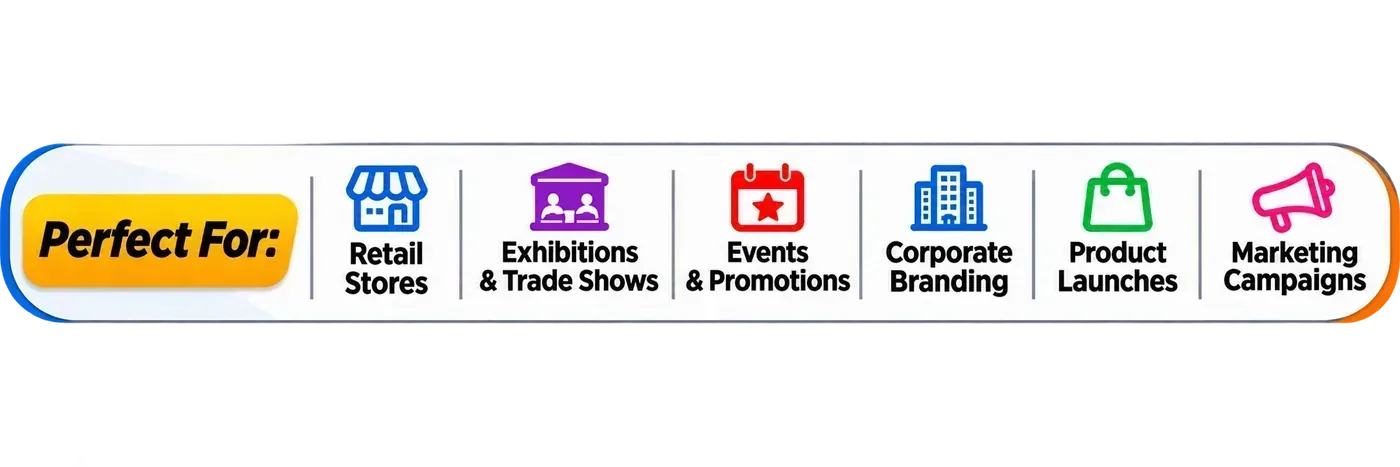 Perfect For:
Retail
Stores
Exhibitions
& Trade Shows
Events
& Promotions
Corporate
Branding
Product
Launches
Marketing
Campaigns